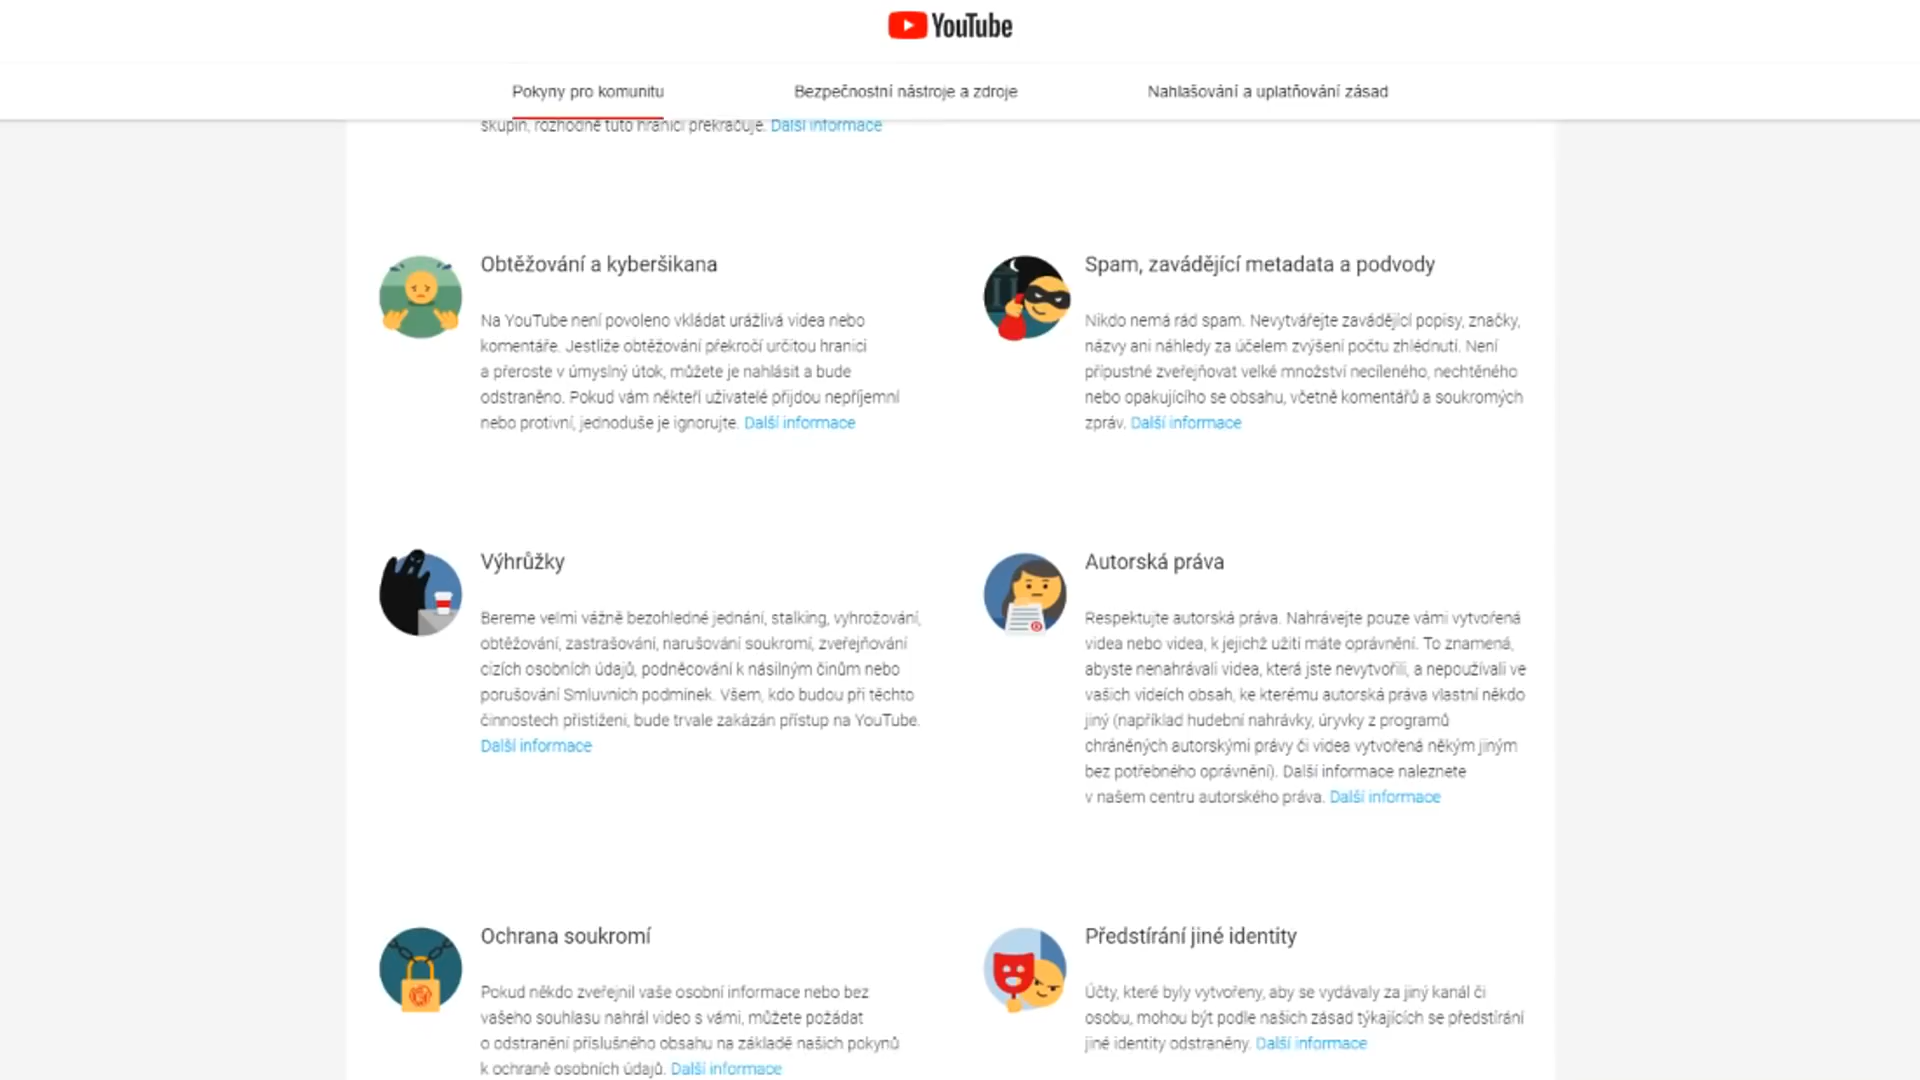 YouTube
Pokyny pro komunitu
Bezpečnostní nástroje a zdroje
Nahlašování a uplatňování zásad
skupin, rozhodně tuto hranici překračuje. Další informace
Obtěžování a kyberšikana
Na YouTube není povoleno vkládat urážlivá videa nebo
komentáře. Jestliže obtěžování překročí určitou hranici
a přeroste v úmyslný útok, můžete je nahlásit a bude
odstraněno. Pokud vám někteří uživatelé přijdou nepříjemní
nebo protivní, jednoduše je ignorujte. Další informace
Spam, zavádějící metadata a podvody
Nikdo nemá rád spam. Nevytvářejte zavádějící popisy, značky,
názvy ani náhledy za účelem zvýšení počtu zhlédnutí. Není
přípustné zveřejňovat velké množství necíleného, nechtěného
nebo opakujícího se obsahu, včetně komentářů a soukromých
zpráv. Další informace
Výhrůžky
Bereme velmi vážně bezohledné jednání, stalking, vyhrožování,
obtěžování, zastrašování, narušování soukromí, zveřejňování
cizích osobních údajů, podněcování k násilným činům nebo
porušování Smluvních podmínek. Všem, kdo budou při těchto
činnostech přistiženi, bude trvale zakázán přístup na YouTube.
Další informace
Autorská práva
Respektujte autorská práva. Nahrávejte pouze vámi vytvořená
videa nebo videa, k jejichž užití máte oprávnění. To znamená,
abyste nenahrávali videa, která jste nevytvořili, a nepoužívali ve
vašich videích obsah, ke kterému autorská práva vlastní někdo
jiný (například hudební nahrávky, úryvky z programů
chráněných autorskými právy či videa vytvořená někým jiným
bez potřebného oprávnění). Další informace naleznete
v našem centru autorského práva. Další informace
Ochrana soukromí
Pokud někdo zveřejnil vaše osobní informace nebo bez
vašeho souhlasu nahrál video s vámi, můžete požádat
o odstranění příslušného obsahu na základě našich pokynů
k ochraně osobních údajů. Další informace
Předstírání jiné identity
Účty, které byly vytvořeny, aby se vydávaly za jiný kanál či
osobu, mohou být podle našich zásad týkajících se předstírání
jiné identity odstraněny. Další informace